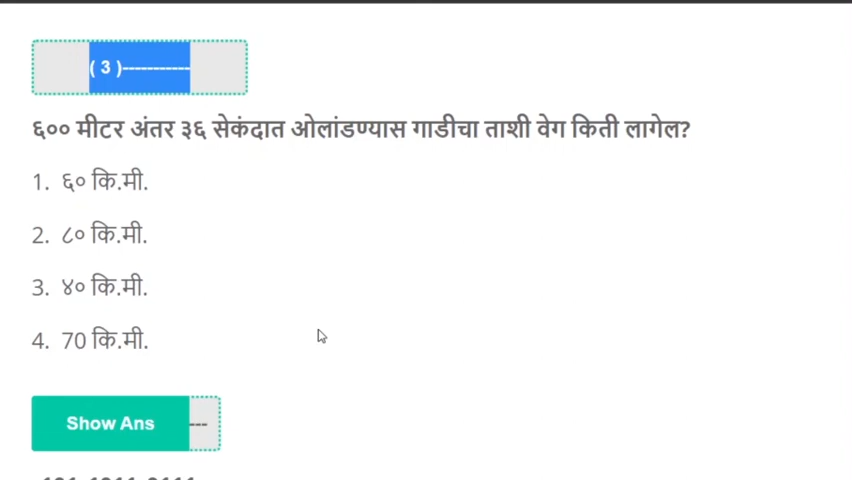 ( 3 )-----------
६०० मीटर अंतर ३६ सेकंदात ओलांडण्यास गाडीचा ताशी वेग किती लागेल?
1. ६० कि.मी.
2. ८० कि.मी.
3. ४० कि.मी.
4. 70 कि.मी.
Show Ans ---